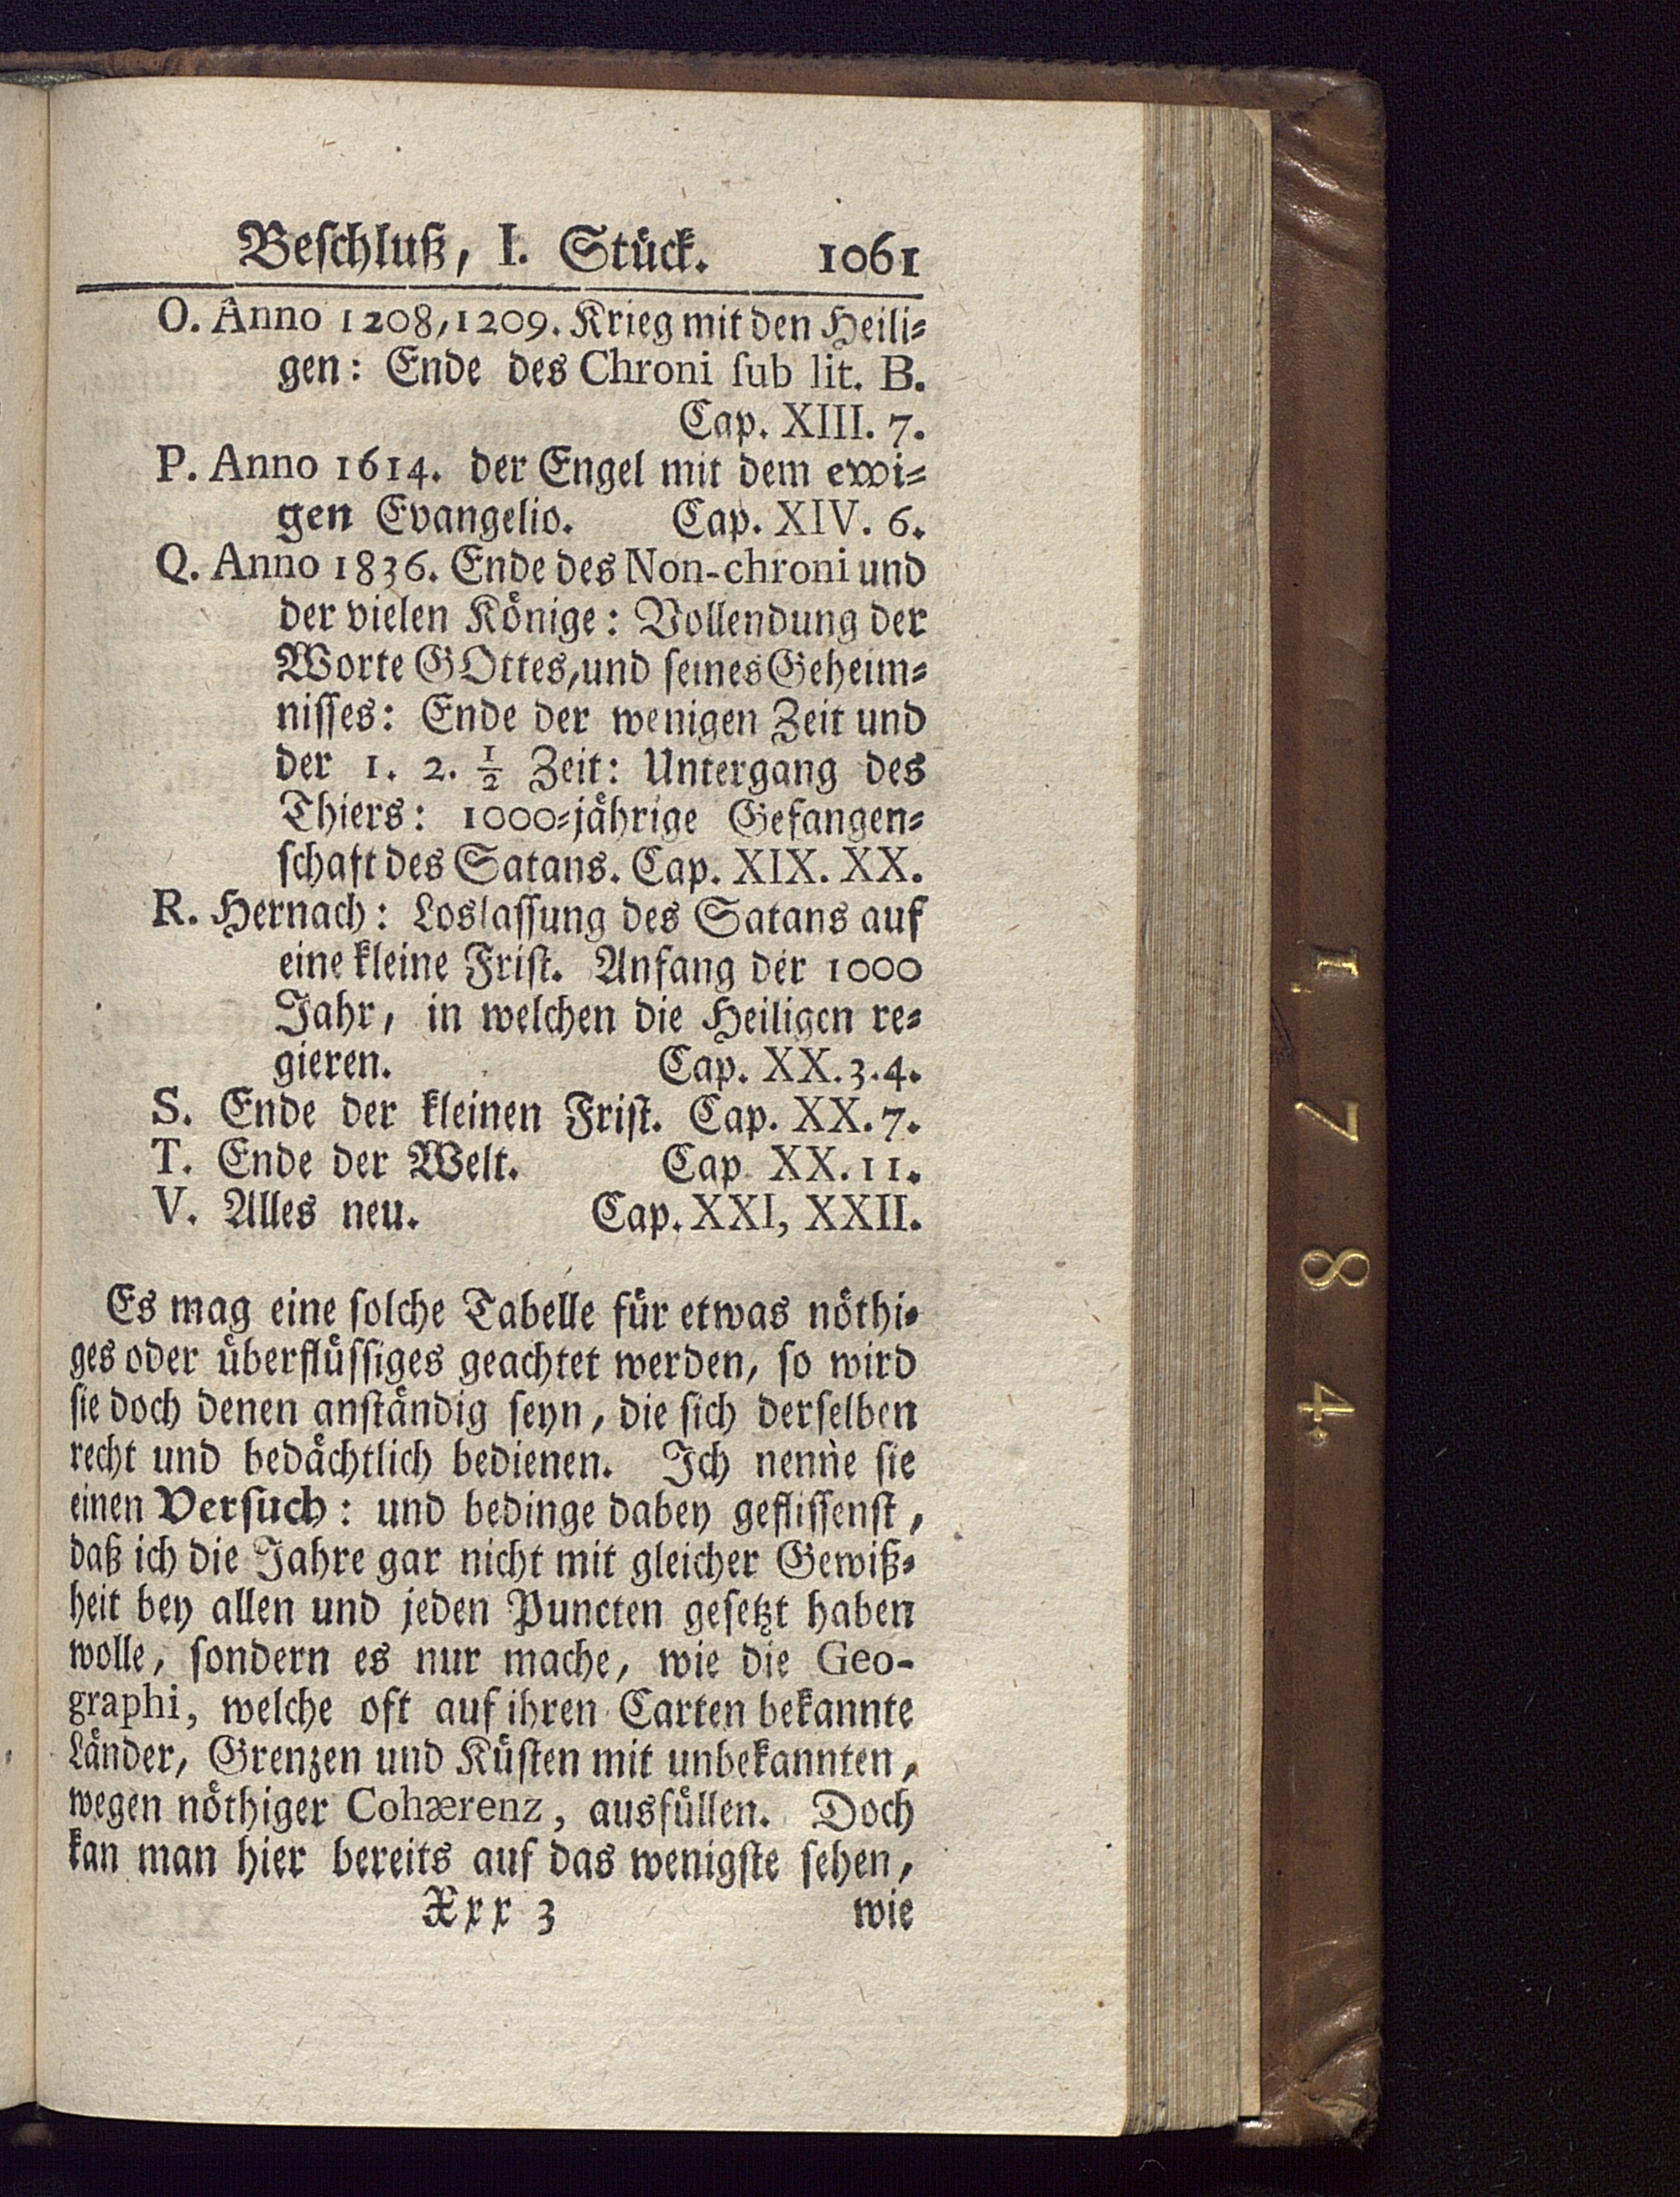 Beſchluß, I. Stück. 1061
O. Anno 1208, 1209. Krieg mit den Heili⸗
gen: Ende des Chroni ſub lit. B.
Cap. XIII. 7.
P. Anno 1614. der Engel mit dem ewi⸗
gen Evangelio. Cap. XIV. 6.
Q. Anno 1836. Ende des Non-chroni und
der vielen Könige: Vollendung der
Worte GOttes, und ſeines Geheim⸗
niſſes: Ende der wenigen Zeit und
der 1. 2. ½ Zeit: Untergang des
Thiers: 1000⸗jährige Gefangen⸗
ſchaft des Satans. Cap. XIX. XX.
R. Hernach: Loslaſſung des Satans auf
eine kleine Friſt. Anfang der 1000
Jahr, in welchen die Heiligen re⸗
gieren. Cap. XX. 3. 4.
S. Ende der kleinen Friſt. Cap. XX. 7.
T. Ende der Welt. Cap. XX. 11.
V. Alles neu. Cap. XXI, XXII.
Es mag eine ſolche Tabelle für etwas nöthi⸗
ges oder überflüſſiges geachtet werden, ſo wird
ſie doch denen anſtändig ſeyn, die ſich derſelben
recht und bedächtlich bedienen. Ich nenne ſie
einen Verſuch: und bedinge dabey gefliſſenſt,
daß ich die Jahre gar nicht mit gleicher Gewiß⸗
heit bey allen und jeden Puncten geſetzt haben
wolle, ſondern es nur mache, wie die Geo-
graphi, welche oft auf ihren Carten bekannte
Länder, Grenzen und Küſten mit unbekannten,
wegen nöthiger Cohærenz, ausfüllen. Doch
kan man hier bereits auf das wenigſte ſehen,
Xxx 3 wie
1784.